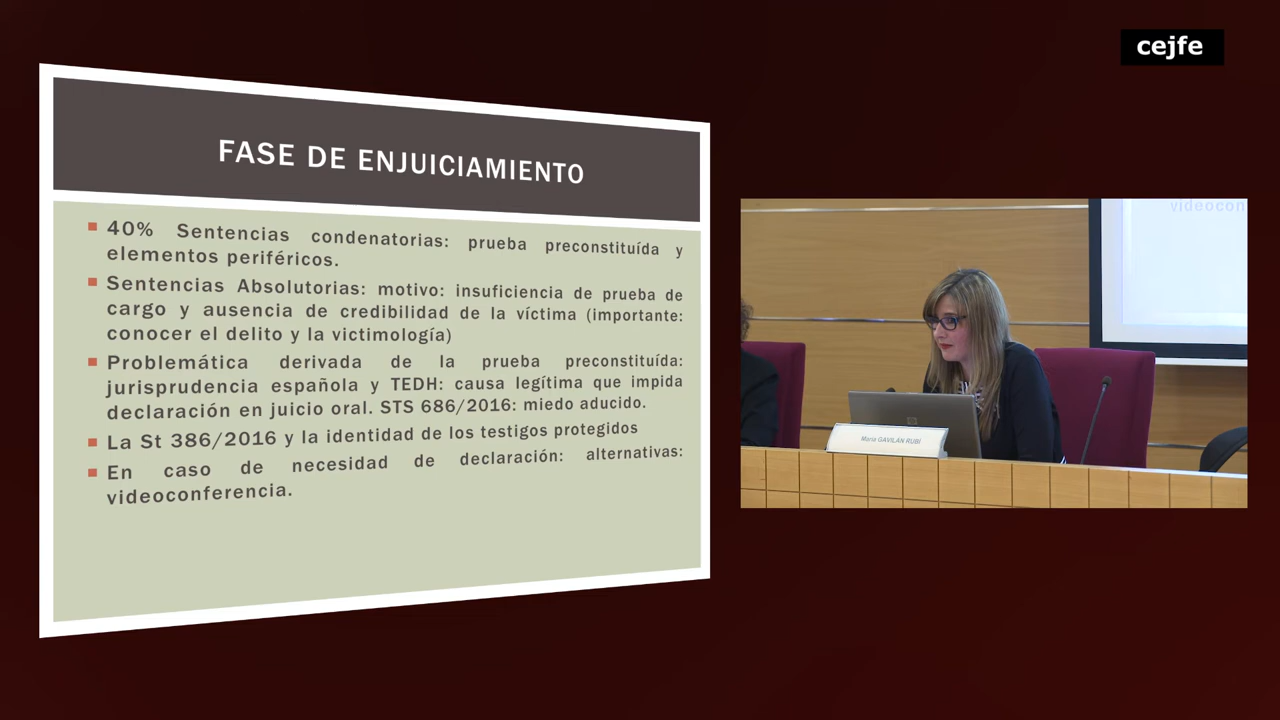 cejfe
FASE DE ENJUICIAMIENTO
40% Sentencias condenatorias: prueba preconstituída y
elementos periféricos.
Sentencias Absolutorias: motivo: insuficiencia de prueba de
cargo y ausencia de credibilidad de la víctima (importante:
conocer el delito y la victimología)
Problemática derivada de la prueba preconstituída:
jurisprudencia española y TEDH: causa legítima que impida
declaración en juicio oral. STS 686/2016: miedo aducido.
La St 386/2016 y la identidad de los testigos protegidos
En caso de necesidad de declaración: alternativas:
videoconferencia.
videocon
María GAVILÁN RUBÍ